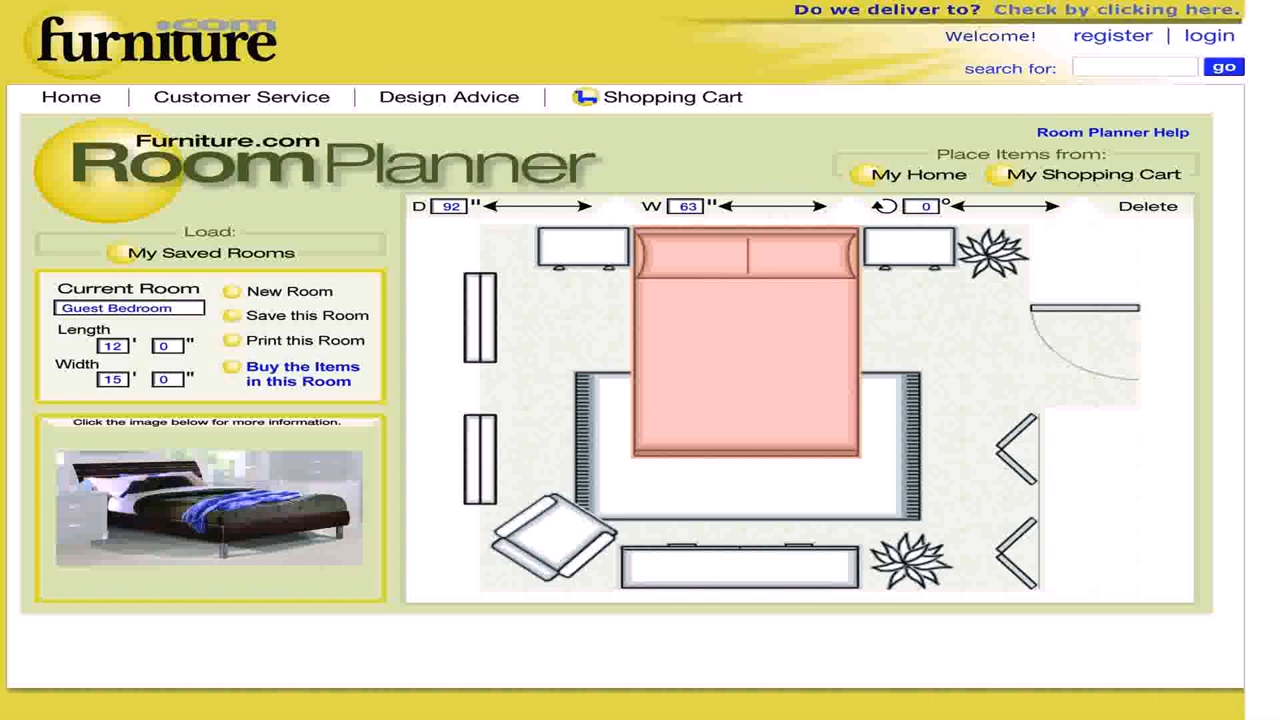 Do we deliver to? Check by clicking here.
.com
furniture
Welcome! register | login
search for: go
Home | Customer Service | Design Advice | Shopping Cart
Furniture.com
Room Planner
Room Planner Help
Place Items from:
My Home My Shopping Cart
Load:
My Saved Rooms
D 92 " W 63 " 0 ° Delete
Current Room
Guest Bedroom
Length
12 ' 0 "
Width
15 ' 0 "
New Room
Save this Room
Print this Room
Buy the Items
in this Room
Click the image below for more information.